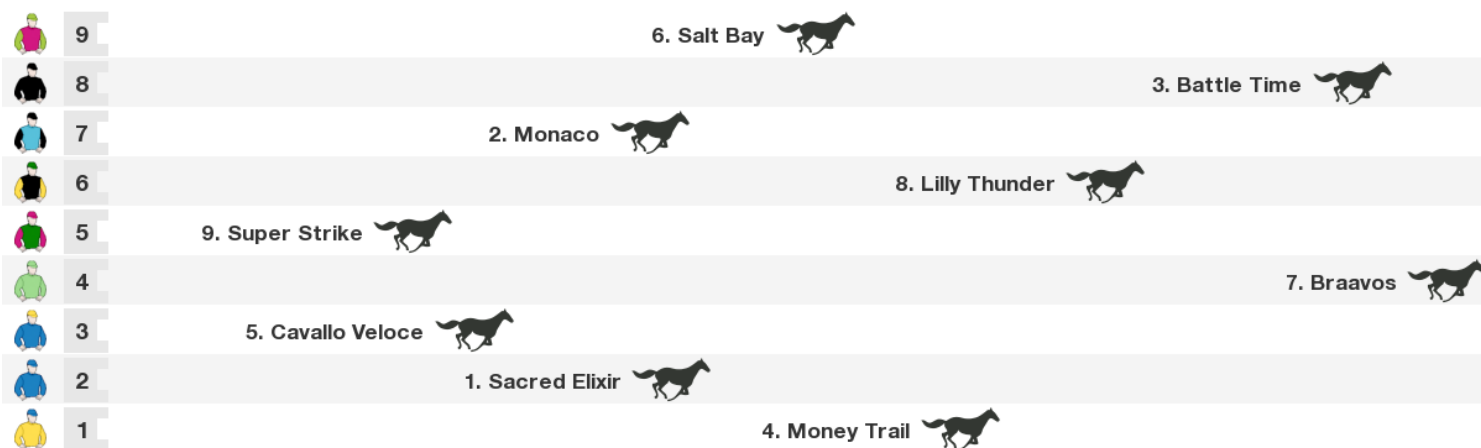 9 6. Salt Bay
8 3. Battle Time
7 2. Monaco
6 8. Lilly Thunder
5 9. Super Strike
4 7. Braavos
3 5. Cavallo Veloce
2 1. Sacred Elixir
1 4. Money Trail